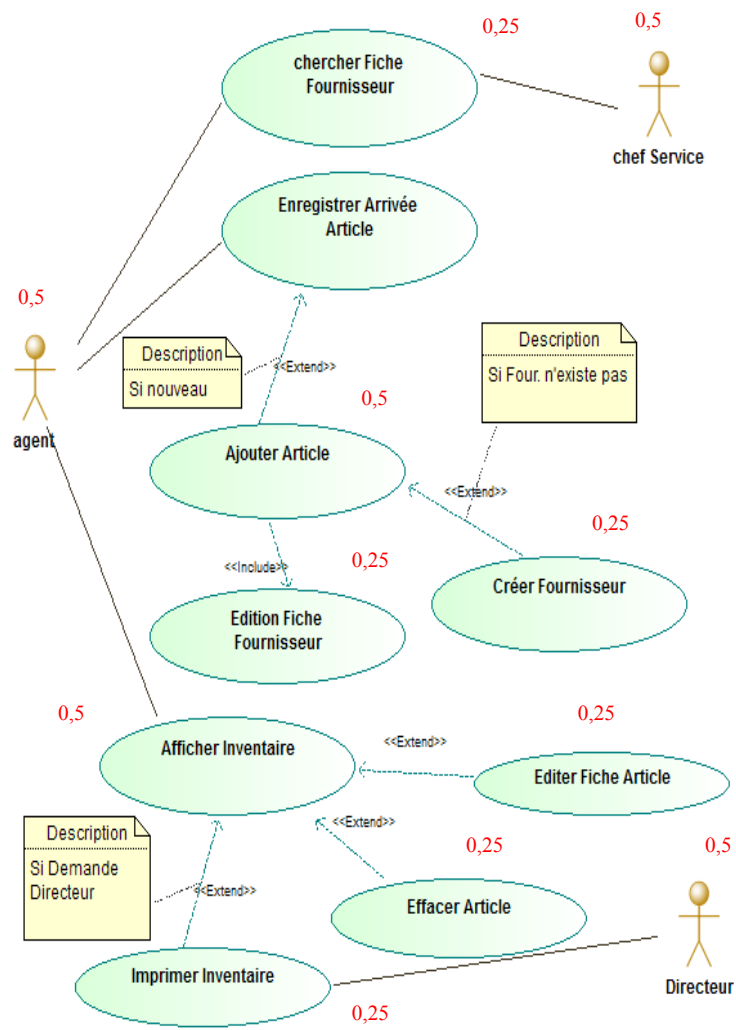 0,25
0,5
chercher Fiche
Fournisseur
chef Service
Enregistrer Arrivée
Article
0,5
agent
Description
Si nouveau
<<Extend>>
Description
Si Four. n'existe pas
0,5
Ajouter Article
<<Extend>>
0,25
<<Include>>
0,25
Créer Fournisseur
Edition Fiche
Fournisseur
0,5
Afficher Inventaire
0,25
<<Extend>>
Editer Fiche Article
Description
Si Demande
Directeur
<<Extend>>
<<Extend>>
0,25
Effacer Article
0,5
Directeur
Imprimer Inventaire
0,25